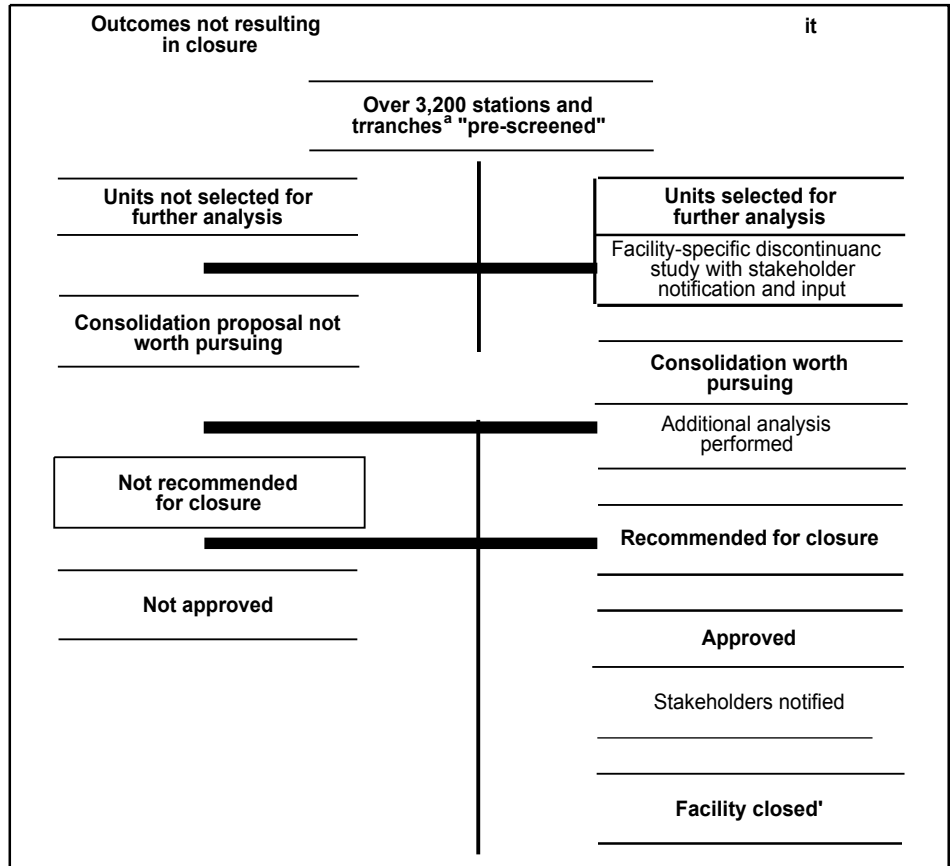 Outcomes not resulting
in closure
it
Over 3,200 stations and
trranchesᵃ "pre-screened"
Units not selected for
further analysis
Units selected for
further analysis
Facility-specific discontinuanc
study with stakeholder
notification and input
Consolidation proposal not
worth pursuing
Consolidation worth
pursuing
Additional analysis
performed
Not recommended
for closure
Recommended for closure
Not approved
Approved
Stakeholders notified
Facility closed'